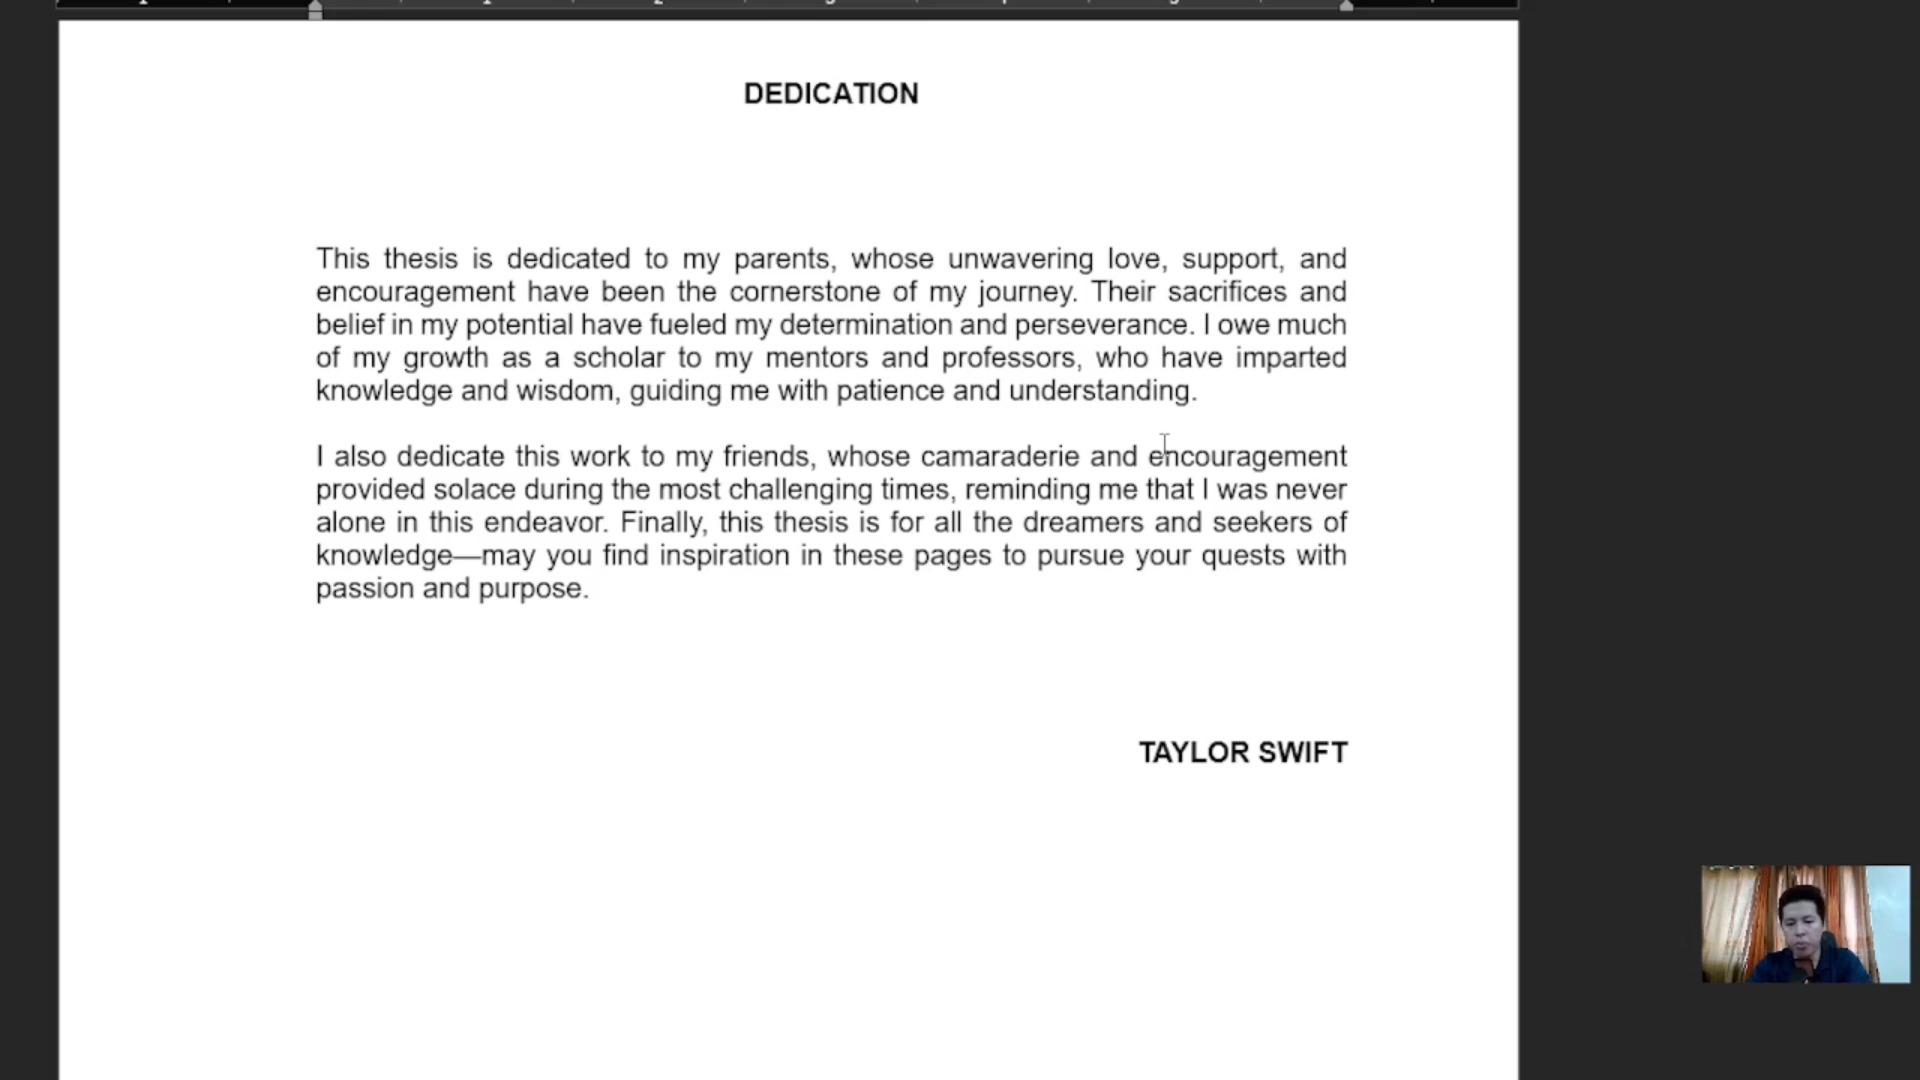 DEDICATION
This thesis is dedicated to my parents, whose unwavering love, support, and
encouragement have been the cornerstone of my journey. Their sacrifices and
belief in my potential have fueled my determination and perseverance. I owe much
of my growth as a scholar to my mentors and professors, who have imparted
knowledge and wisdom, guiding me with patience and understanding.
I also dedicate this work to my friends, whose camaraderie and encouragement
provided solace during the most challenging times, reminding me that I was never
alone in this endeavor. Finally, this thesis is for all the dreamers and seekers of
knowledge—may you find inspiration in these pages to pursue your quests with
passion and purpose.
TAYLOR SWIFT